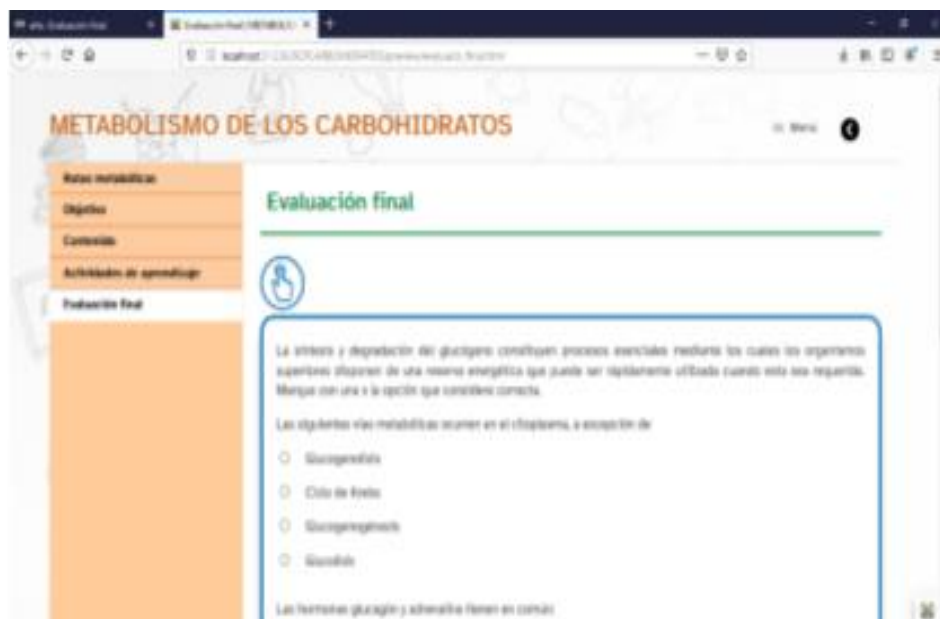 Evaluación final
localhost
METABOLISMO DE LOS CARBOHIDRATOS
Menú
Rutas metabólicas
Objetivo
Contenido
Actividades de aprendizaje
Evaluación final
Evaluación final
La síntesis y degradación del glucógeno constituyen procesos esenciales mediante los cuales los organismos
superiores disponen de una reserva energética que puede ser rápidamente utilizada cuando esta sea requerida.
Marque con una x la opción que considere correcta.
Las siguientes vías metabólicas ocurren en el citoplasma, a excepción de
Glucogenólisis
Ciclo de Krebs
Glucogenogénesis
Glucólisis
Las hormonas glucagón y adrenalina tienen en común: